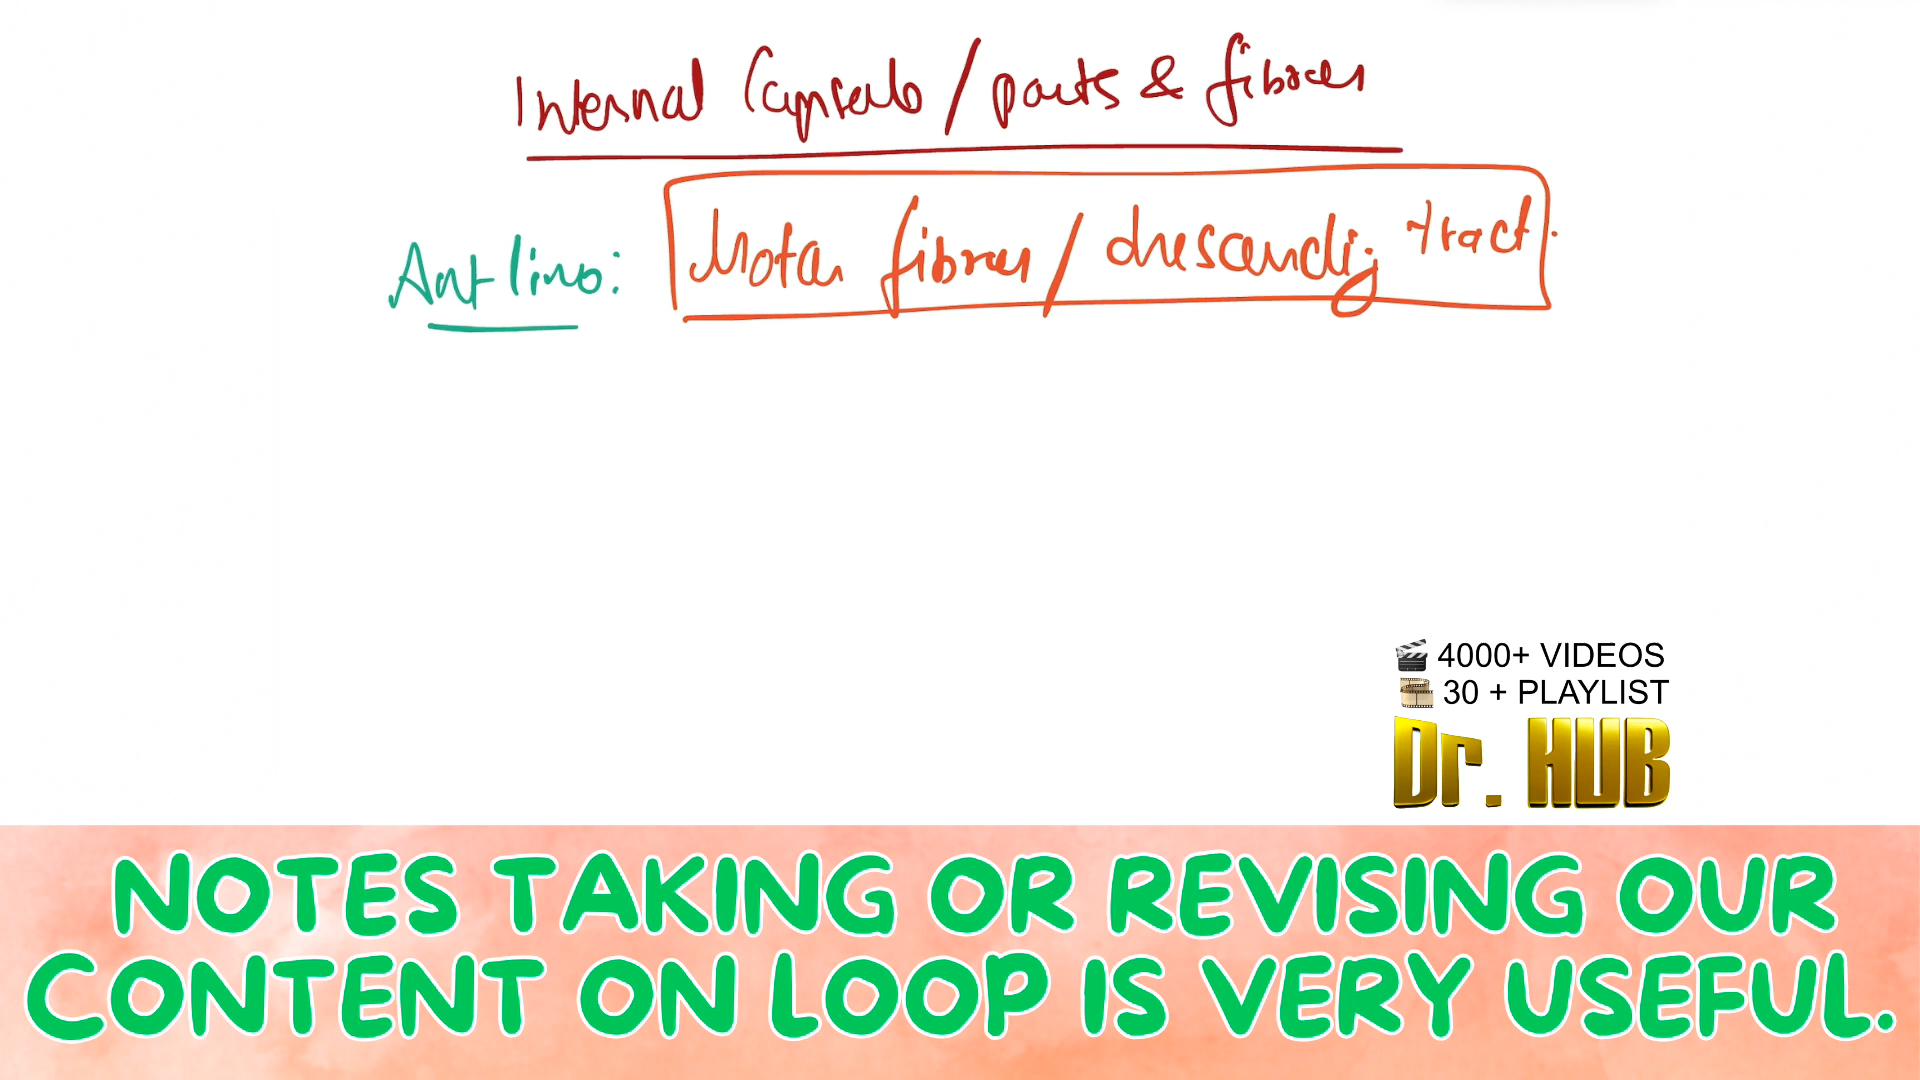 Internal Capsule / parts & fibres
Ant limb: Motor fibres / descending tract.
🎬 4000+ VIDEOS
🎞️ 30 + PLAYLIST
Dr. HUB
NOTES TAKING OR REVISING OUR
CONTENT ON LOOP IS VERY USEFUL.